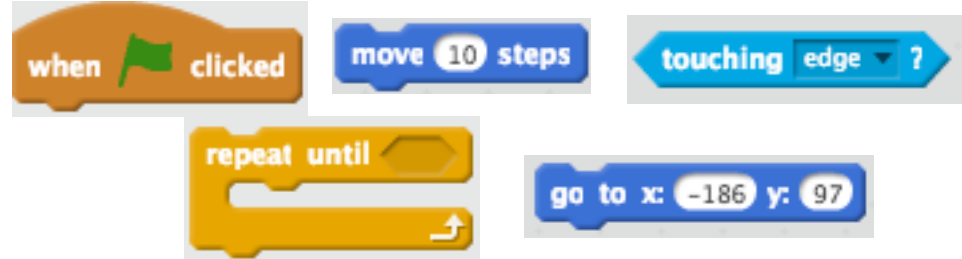 when clicked
move 10 steps
touching edge ?
repeat until
go to x: -186 y: 97